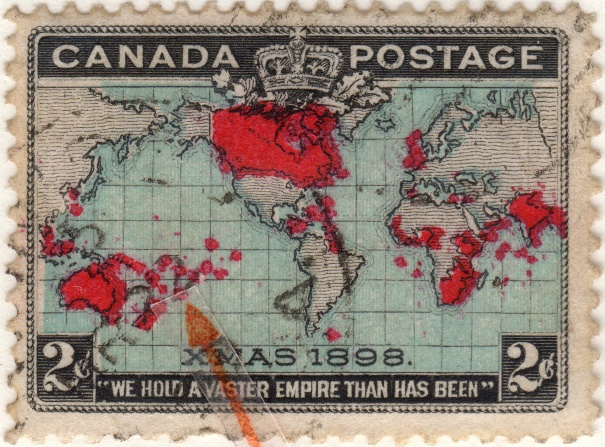 CANADA POSTAGE
XMAS 1898.
2¢ 2¢
"WE HOLD A VASTER EMPIRE THAN HAS BEEN"